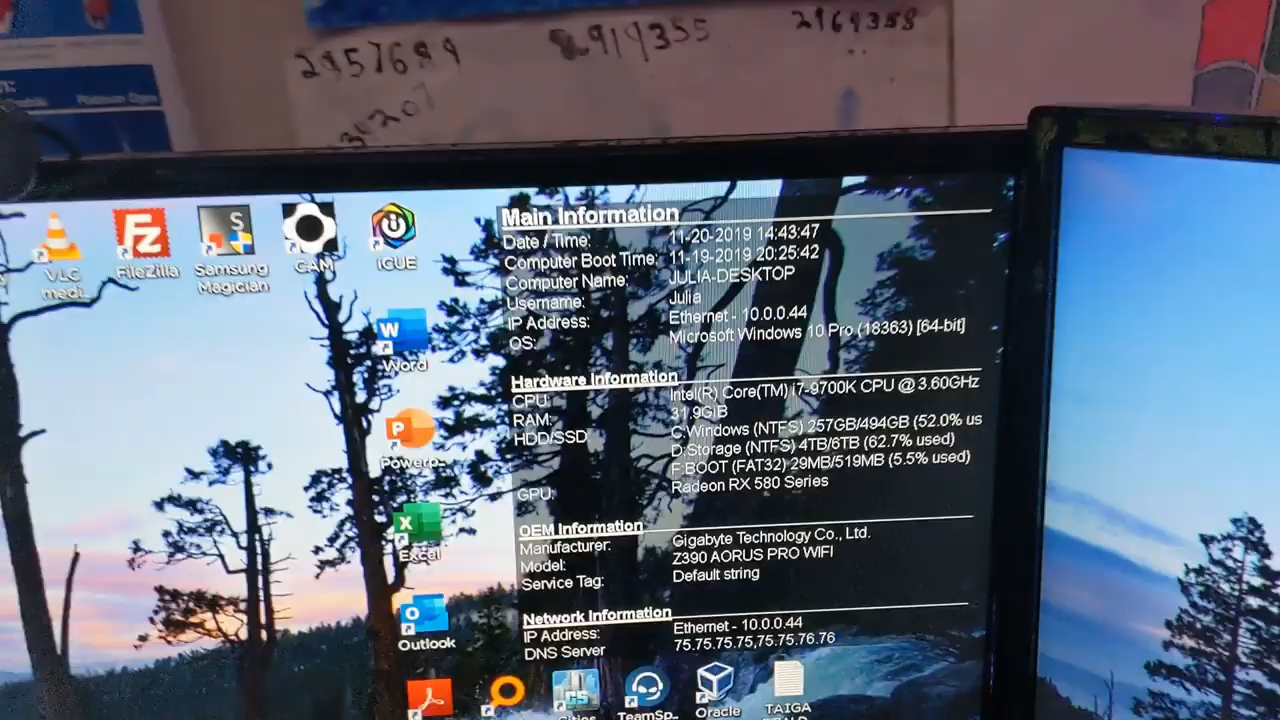 2957689
2919355
2969358
VLC
medi...
FileZilla
Samsung
Magician
CAM
iCUE
Word
PowerP...
Excel
Outlook
Main Information
Date / Time: 11-20-2019 14:43:47
Computer Boot Time: 11-19-2019 20:25:42
Computer Name: JULIA-DESKTOP
Username: Julia
IP Address: Ethernet - 10.0.0.44
OS: Microsoft Windows 10 Pro (18363) [64-bit]
Hardware Information
CPU: Intel(R) Core(TM) i7-9700K CPU @ 3.60GHz
RAM: 31.9GiB
HDD/SSD: C:Windows (NTFS) 257GB/494GB (52.0% us
D:Storage (NTFS) 4TB/6TB (62.7% used)
F:BOOT (FAT32) 29MB/519MB (5.5% used)
GPU: Radeon RX 580 Series
OEM Information
Manufacturer: Gigabyte Technology Co., Ltd.
Model: Z390 AORUS PRO WIFI
Service Tag: Default string
Network Information
IP Address: Ethernet - 10.0.0.44
DNS Server 75.75.75.75,75.75.76.76
CS
TeamSp...
Oracle
TAIGA